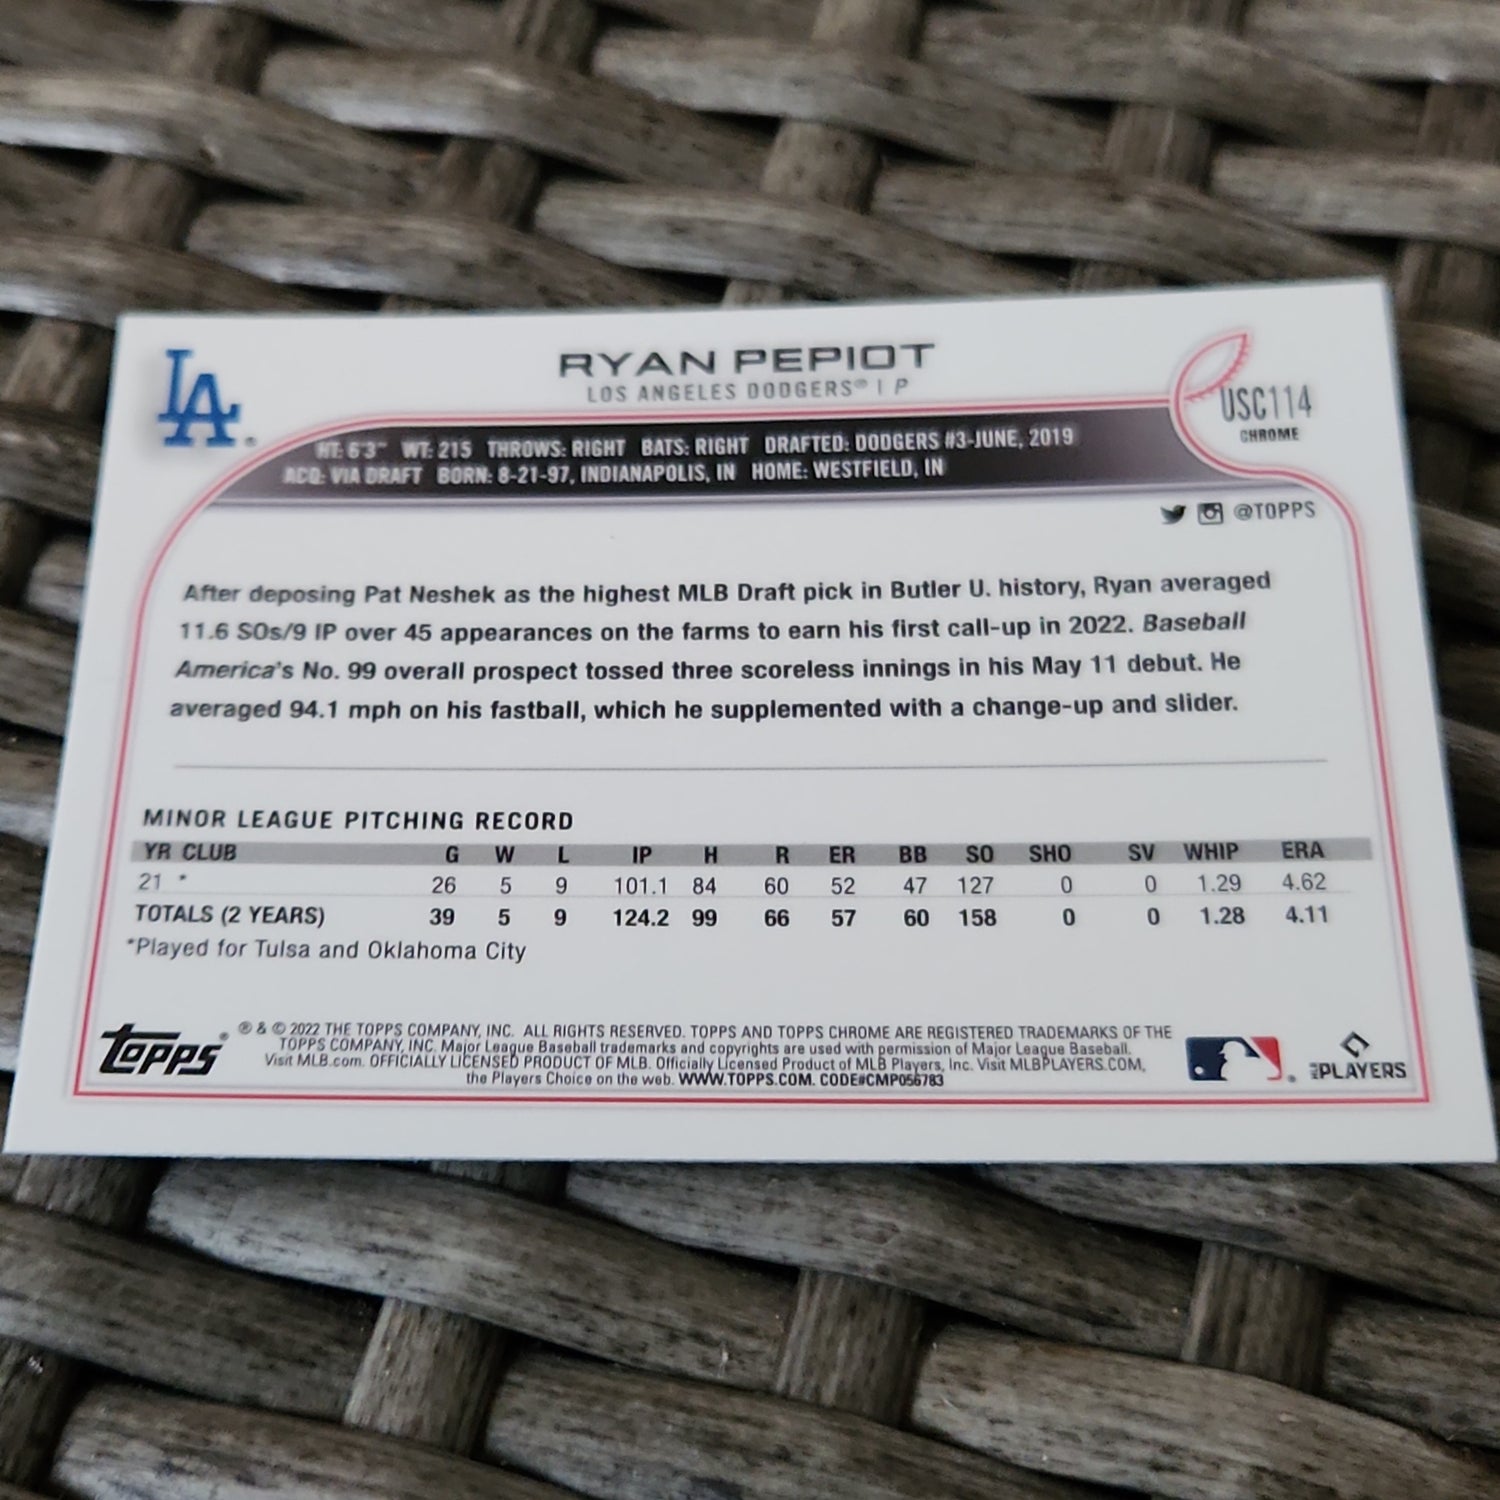 LA
RYAN PEPIOT
LOS ANGELES DODGERS® | P
USC114
CHROME
HT: 6'3" WT: 215 THROWS: RIGHT BATS: RIGHT DRAFTED: DODGERS #3-JUNE, 2019
ACQ: VIA DRAFT BORN: 8-21-97, INDIANAPOLIS, IN HOME: WESTFIELD, IN
@TOPPS
After deposing Pat Neshek as the highest MLB Draft pick in Butler U. history, Ryan averaged
11.6 SOs/9 IP over 45 appearances on the farms to earn his first call-up in 2022. Baseball
America's No. 99 overall prospect tossed three scoreless innings in his May 11 debut. He
averaged 94.1 mph on his fastball, which he supplemented with a change-up and slider.
MINOR LEAGUE PITCHING RECORD
YR CLUB G W L IP H R ER BB SO SHO SV WHIP ERA
21 * 26 5 9 101.1 84 60 52 47 127 0 0 1.29 4.62
TOTALS (2 YEARS) 39 5 9 124.2 99 66 57 60 158 0 0 1.28 4.11
*Played for Tulsa and Oklahoma City
topps®
® & © 2022 THE TOPPS COMPANY, INC. ALL RIGHTS RESERVED. TOPPS AND TOPPS CHROME ARE REGISTERED TRADEMARKS OF THE
TOPPS COMPANY, INC. Major League Baseball trademarks and copyrights are used with permission of Major League Baseball.
Visit MLB.com. OFFICIALLY LICENSED PRODUCT OF MLB. Officially Licensed Product of MLB Players, Inc. Visit MLBPLAYERS.COM,
the Players Choice on the web. WWW.TOPPS.COM. CODE#CMP056783
PLAYERS